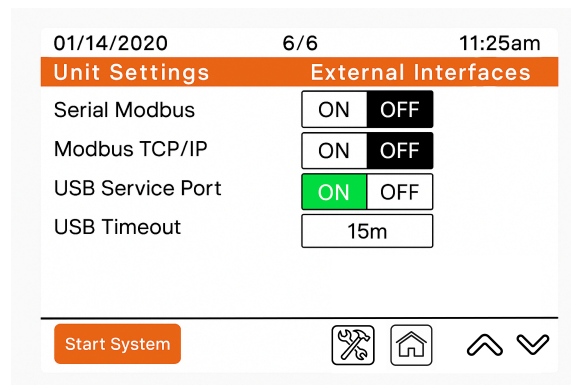 01/14/2020 6/6 11:25am
Unit Settings External Interfaces
Serial Modbus ON OFF
Modbus TCP/IP ON OFF
USB Service Port ON OFF
USB Timeout 15m
Start System